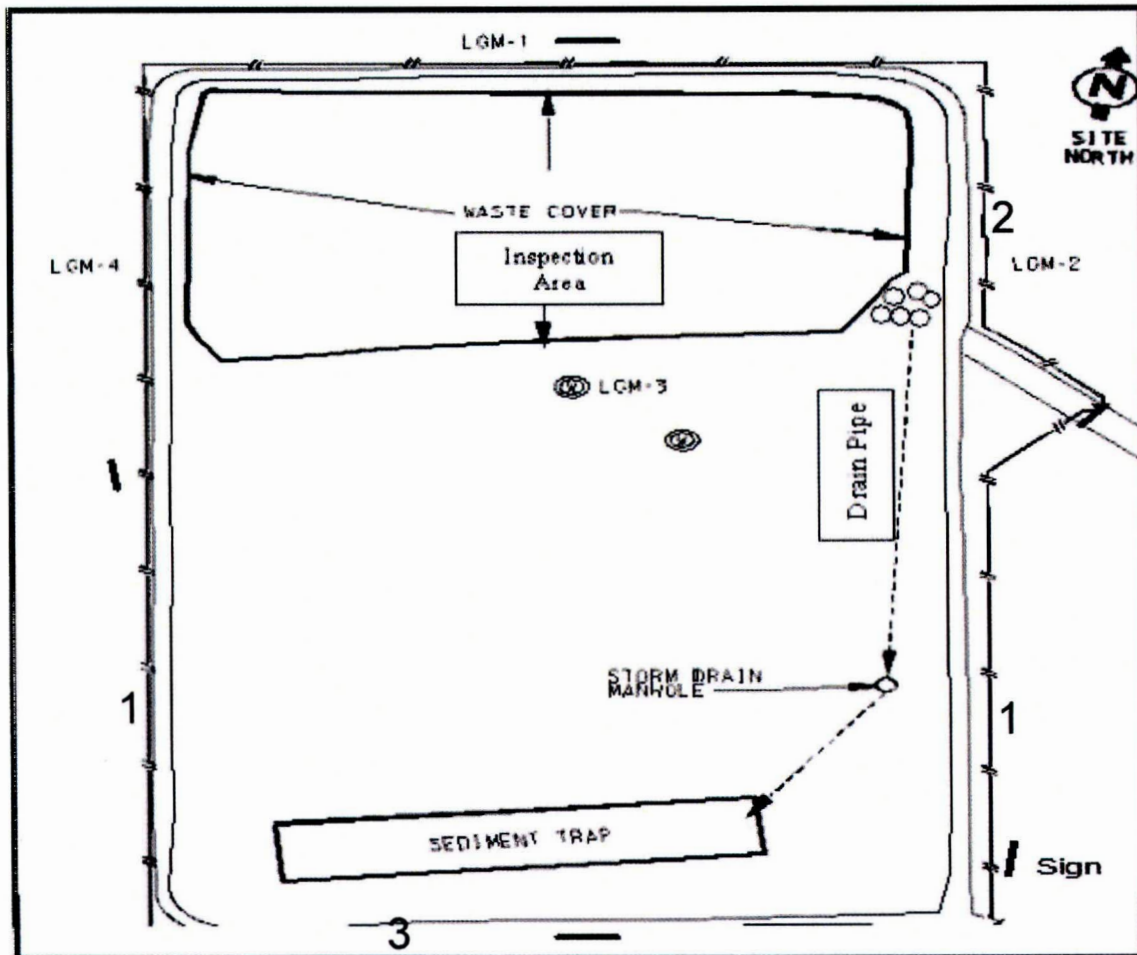 LGM-1
N
SITE
NORTH
2
WASTE COVER
LGM-4
Inspection
Area
LGM-2
LGM-3
Drain Pipe
STORM DRAIN
MANHOLE
1
1
SEDIMENT TRAP
Sign
3